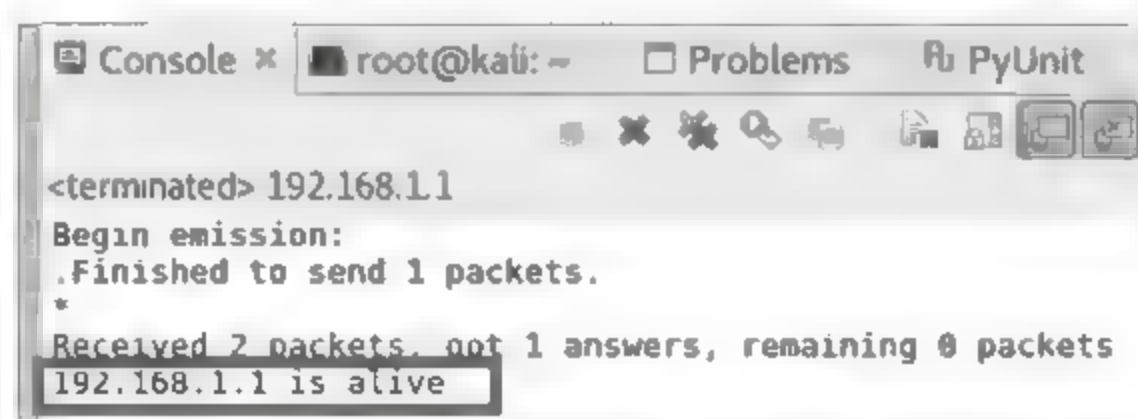 Console root@kali: ~ Problems PyUnit
<terminated> 192.168.1.1
Begin emission:
.Finished to send 1 packets.
*
Received 2 packets, got 1 answers, remaining 0 packets
192.168.1.1 is alive